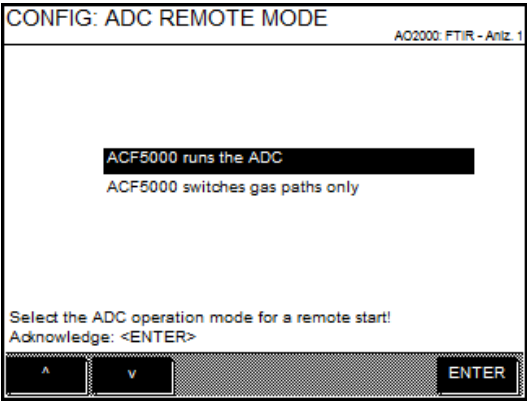 CONFIG: ADC REMOTE MODE
AO2000: FTIR - Anlz. 1
ACF5000 runs the ADC
ACF5000 switches gas paths only
Select the ADC operation mode for a remote start!
Acknowledge: <ENTER>
^ v ENTER